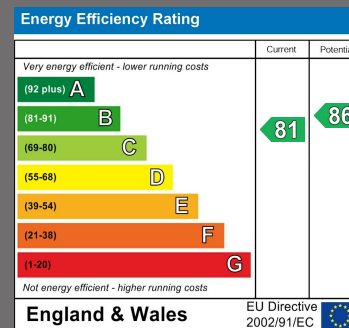 Energy Efficiency Rating
Current
Potentia
Very energy efficient - lower running costs
(92 plus) A
(81-91) B
81
86
(69-80) C
(55-68) D
(39-54) E
(21-38) F
(1-20) G
Not energy efficient - higher running costs
England & Wales
EU Directive
2002/91/EC